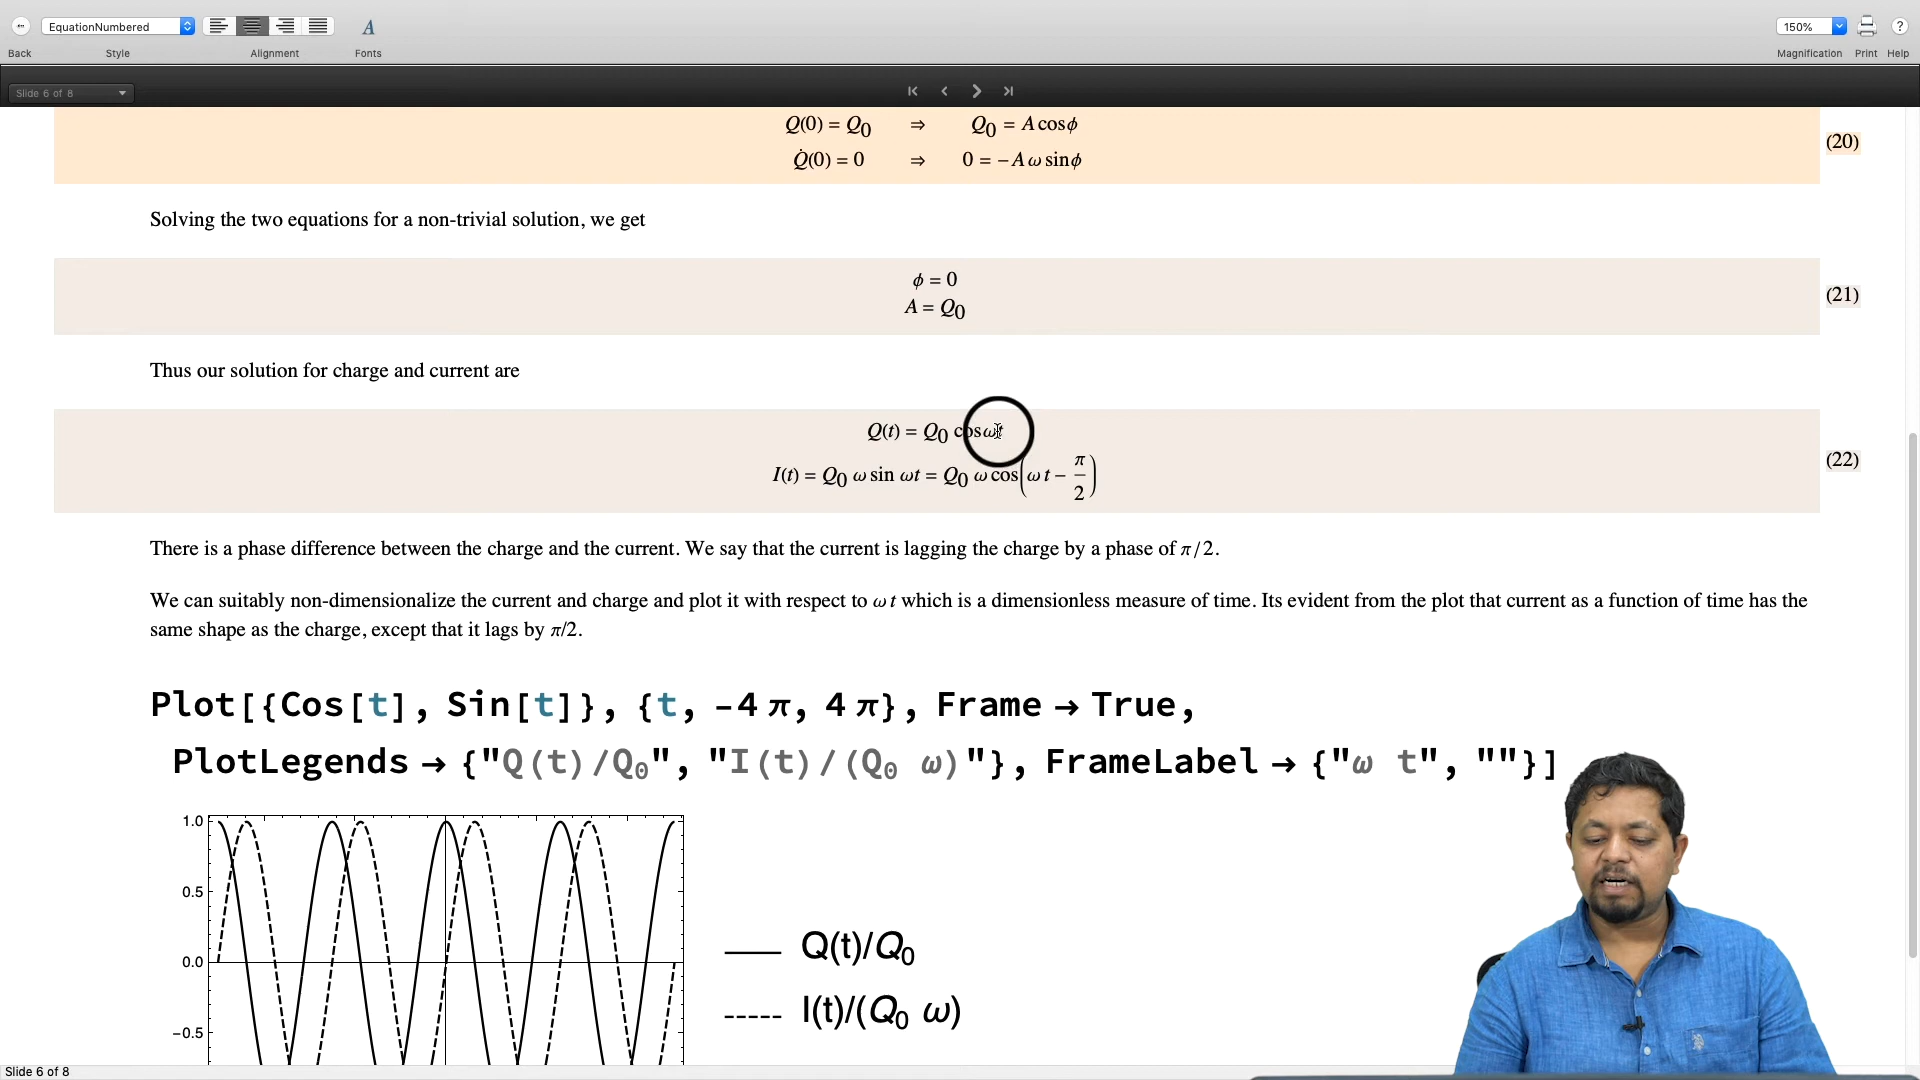 EquationNumbered
150%
Back
Style
Alignment
Fonts
Magnification
Print
Help
Slide 6 of 8
Q(0) = Q₀ ⇒ Q₀ = A cosϕ
Q̇(0) = 0 ⇒ 0 = −A ω sinϕ
(20)
Solving the two equations for a non-trivial solution, we get
ϕ = 0
A = Q₀
(21)
Thus our solution for charge and current are
Q(t) = Q₀ cosωt
I(t) = Q₀ ω sin ωt = Q₀ ω cos(ω t − π/2)
(22)
There is a phase difference between the charge and the current. We say that the current is lagging the charge by a phase of π/2.
We can suitably non-dimensionalize the current and charge and plot it with respect to ω t which is a dimensionless measure of time. Its evident from the plot that current as a function of time has the
same shape as the charge, except that it lags by π/2.
Plot[{Cos[t], Sin[t]}, {t, −4 π, 4 π}, Frame → True,
PlotLegends → {"Q(t)/Q₀", "I(t)/(Q₀ ω)"}, FrameLabel → {"ω t", ""}]
1.0
0.5
0.0
−0.5
Q(t)/Q₀
I(t)/(Q₀ ω)
Slide 6 of 8